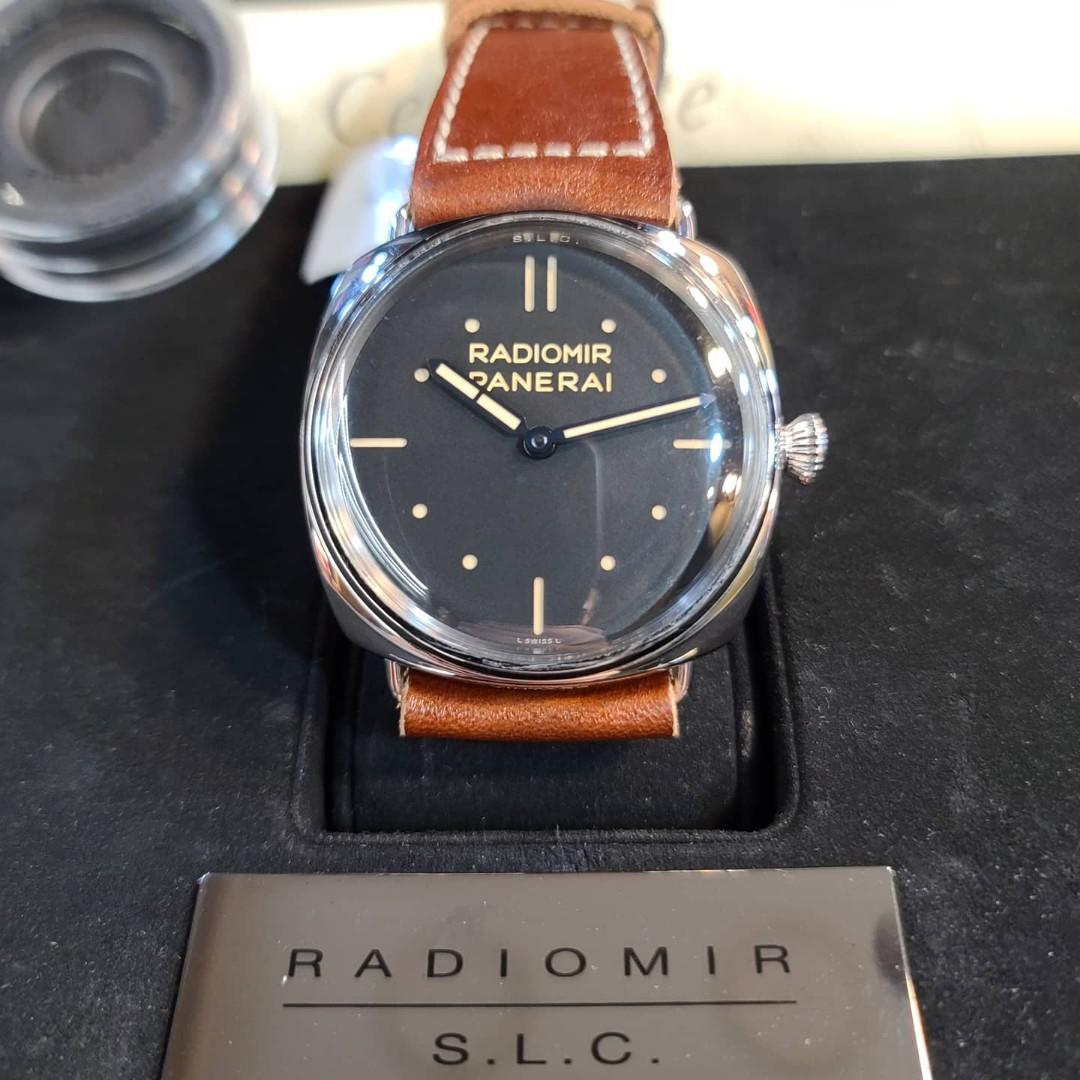 S.L.C.
RADIOMIR
PANERAI
L SWISS L
RADIOMIR
S.L.C.